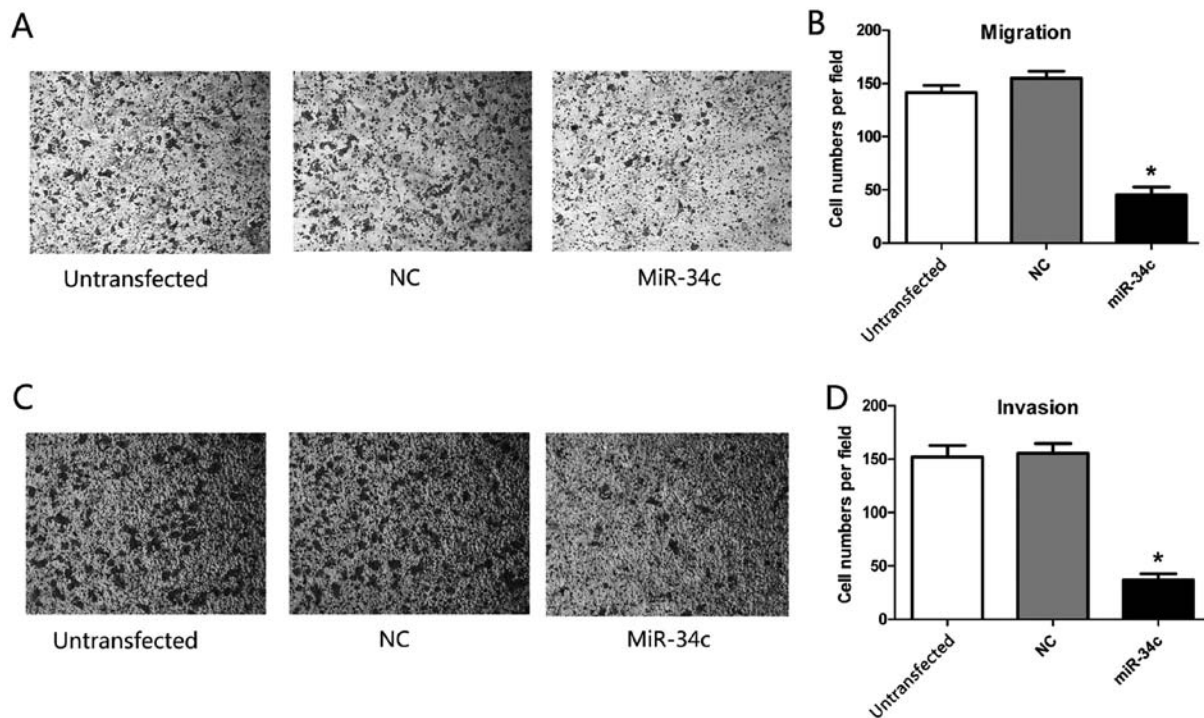 A
Untransfected
NC
MiR-34c
B
Migration
Cell numbers per field
200
150
100
50
0
*
Untransfected
NC
miR-34c
C
Untransfected
NC
MiR-34c
D
Invasion
Cell numbers per field
200
150
100
50
0
*
Untransfected
NC
miR-34c